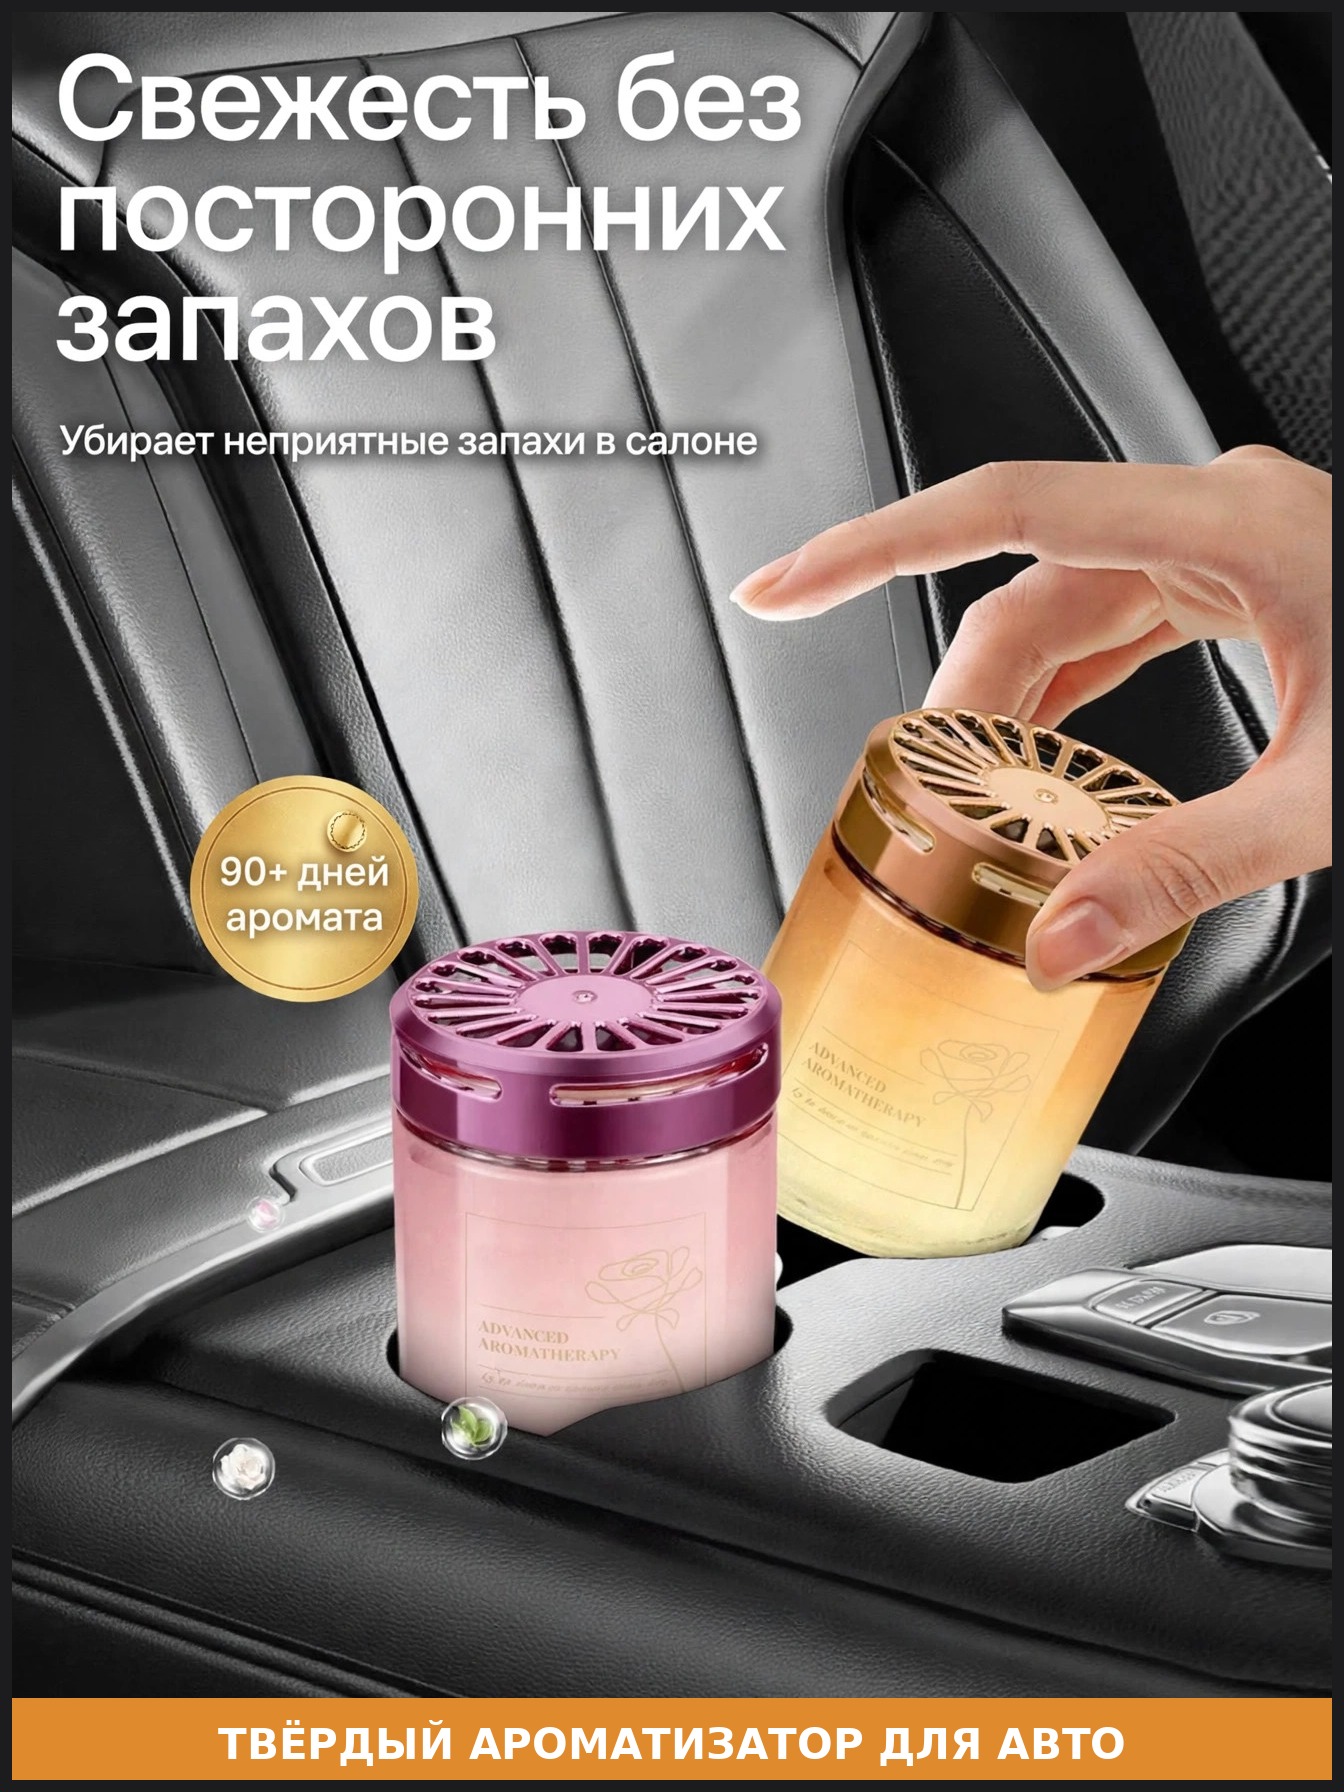 Свежесть без
посторонних
запахов
Убирает неприятные запахи в салоне
90+ дней
аромата
ADVANCED
AROMATHERAPY
ADVANCED
AROMATHERAPY
ТВЁРДЫЙ АРОМАТИЗАТОР ДЛЯ АВТО